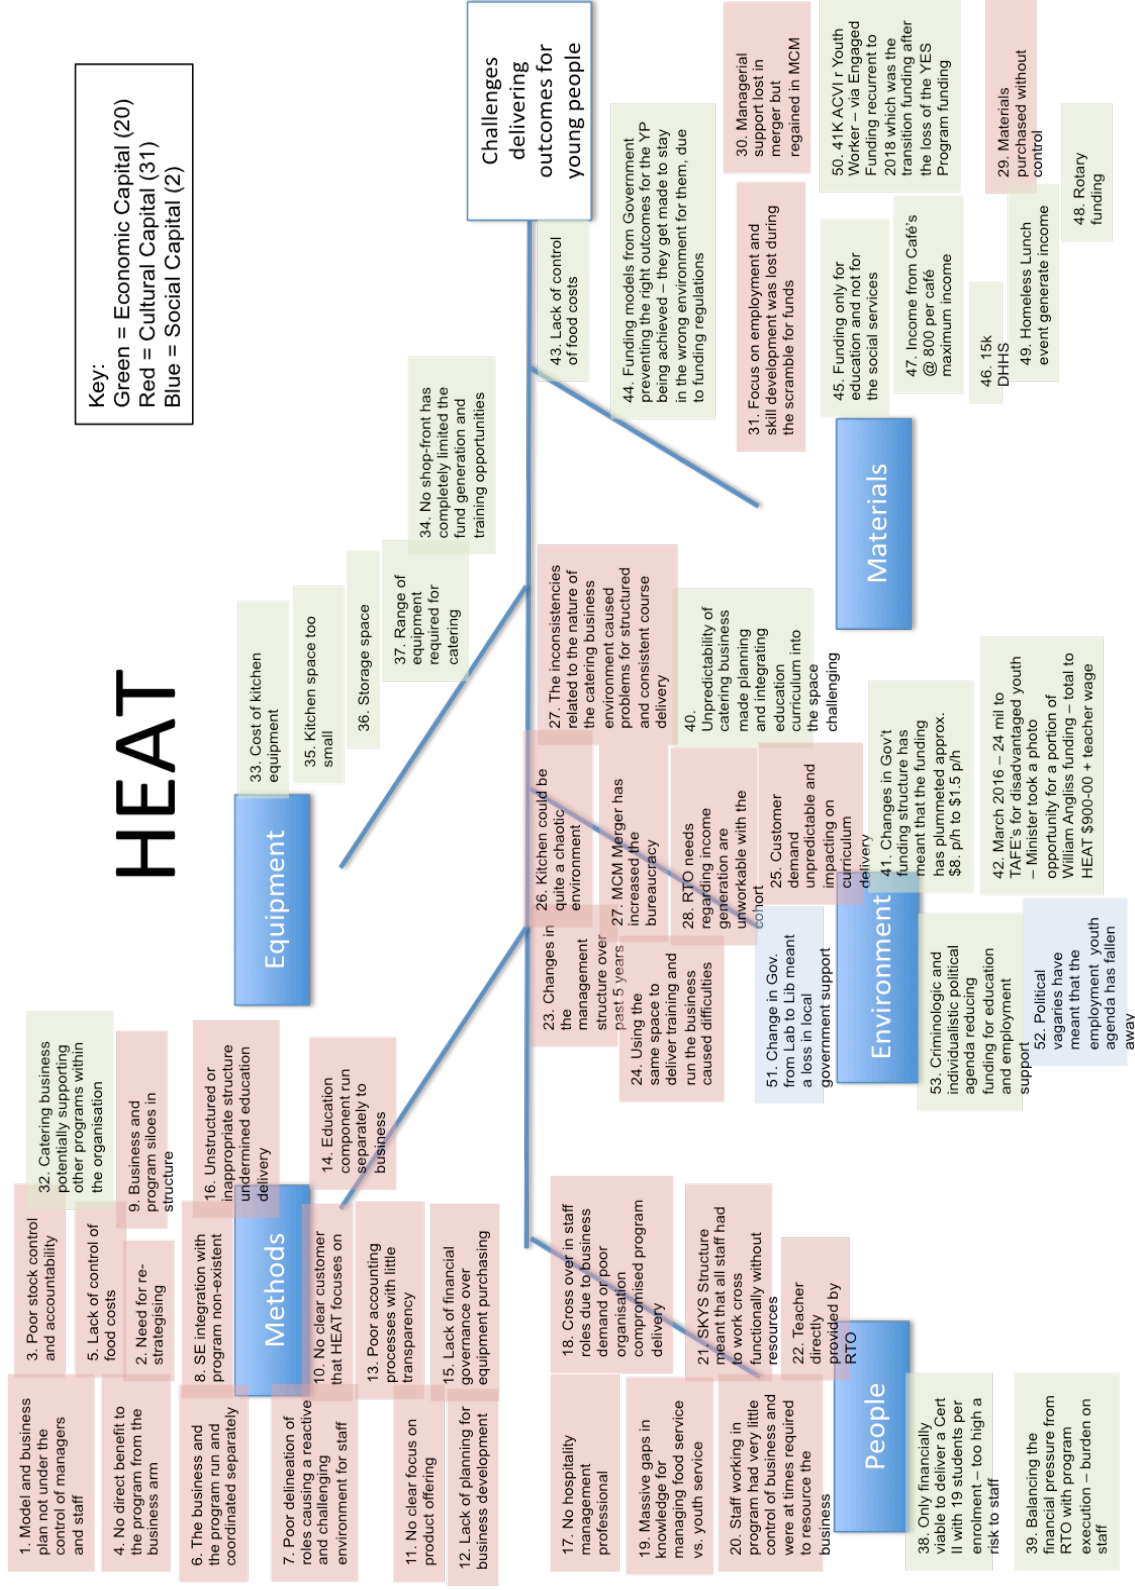 HEAT
Key:
Green = Economic Capital (20)
Red = Cultural Capital (31)
Blue = Social Capital (2)
1. Model and business
plan not under the
control of managers
and staff
3. Poor stock control
and accountability
32. Catering business
potentially supporting
other programs within
the organisation
4. No direct benefit to
the program from the
business arm
5. Lack of control of
food costs
2. Need for re-
strategising
9. Business and
program siloes in
structure
6. The business and
the program run and
coordinated separately
8. SE integration with
program non-existent
16. Unstructured or
inappropriate structure
undermined education
delivery
Methods
7. Poor delineation of
roles causing a reactive
and challenging
environment for staff
10. No clear customer
that HEAT focuses on
14. Education
component run
separately to
business
11. No clear focus on
product offering
13. Poor accounting
processes with little
transparency
12. Lack of planning for
business development
15. Lack of financial
governance over
equipment purchasing
Equipment
33. Cost of kitchen
equipment
35. Kitchen space too
small
36. Storage space
37. Range of
equipment
required for
catering
34. No shop-front has
completely limited the
fund generation and
training opportunities
Challenges
delivering
outcomes for
young people
17. No hospitality
management
professional
18. Cross over in staff
roles due to business
demand or poor
organisation
compromised program
delivery
19. Massive gaps in
knowledge for
managing food service
vs. youth service
21 SKYS Structure
meant that all staff had
to work cross
functionally without
resources
20. Staff working in
program had very little
control of business and
were at times required
to resource the
business
22. Teacher
directly
provided by
RTO
People
38. Only financially
viable to deliver a Cert
II with 19 students per
enrolment – too high a
risk to staff
39. Balancing the
financial pressure from
RTO with program
execution – burden on
staff
23. Changes in
the
management
structure over
past 5 years
26. Kitchen could be
quite a chaotic
environment
27. The inconsistencies
related to the nature of
the catering business
environment caused
problems for structured
and consistent course
delivery
24. Using the
same space to
deliver training and
run the business
caused difficulties
27. MCM Merger has
increased the
bureaucracy
28. RTO needs
regarding income
generation are
unworkable with the
cohort
40.
Unpredictability of
catering business
made planning
and integrating
education
curriculum into
the space
challenging
51. Change in Gov.
from Lab to Lib meant
a loss in local
government support
25. Customer
demand
unpredictable and
impacting on
curriculum
delivery
Environment
41. Changes in Gov't
funding structure has
meant that the funding
has plummeted approx.
$8. p/h to $1.5 p/h
53. Criminologic and
individualistic political
agenda reducing
funding for education
and employment
support
42. March 2016 – 24 mil to
TAFE's for disadvantaged youth
– Minister took a photo
opportunity for a portion of
William Angliss funding – total to
HEAT $900-00 + teacher wage
52. Political
vagaries have
meant that the
employment youth
agenda has fallen
away
43. Lack of control
of food costs
44. Funding models from Government
preventing the right outcomes for the YP
being achieved – they get made to stay
in the wrong environment for them, due
to funding regulations
31. Focus on employment and
skill development was lost during
the scramble for funds
30. Managerial
support lost in
merger but
regained in MCM
Materials
45. Funding only for
education and not for
the social services
50. 41K ACVI r Youth
Worker – via Engaged
Funding recurrent to
2018 which was the
transition funding after
the loss of the YES
Program funding
47. Income from Café's
@ 800 per café
maximum income
46. 15k
DHHS
29. Materials
purchased without
control
49. Homeless Lunch
event generate income
48. Rotary
funding